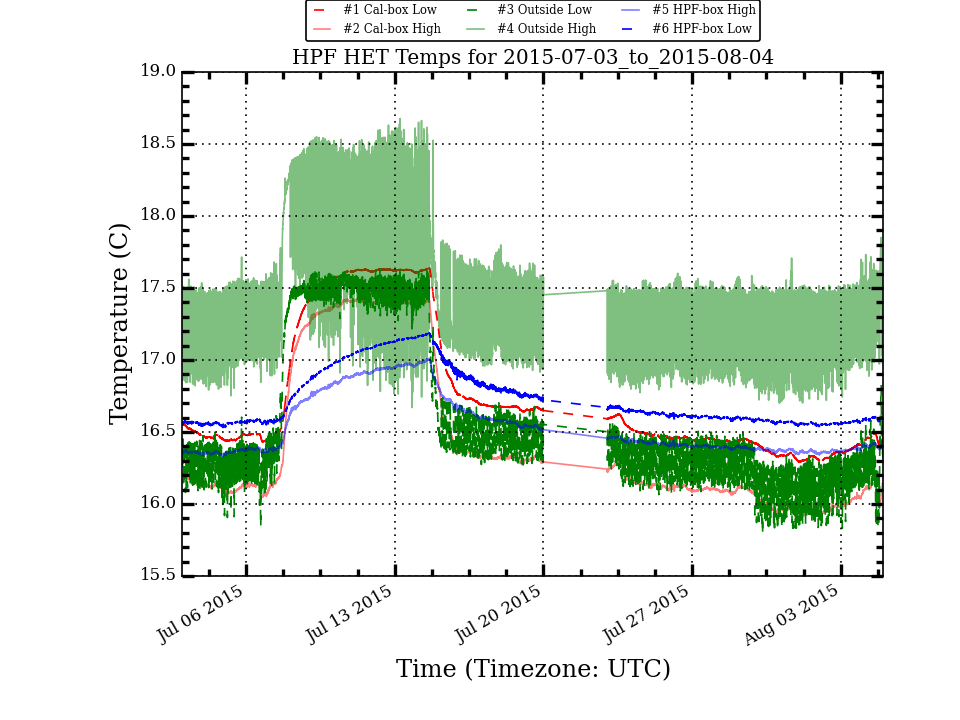 #1 Cal-box Low #3 Outside Low #5 HPF-box High
#2 Cal-box High #4 Outside High #6 HPF-box Low
HPF HET Temps for 2015-07-03_to_2015-08-04
19.0
18.5
18.0
17.5
17.0
16.5
16.0
15.5
Temperature (C)
Jul 06 2015 Jul 13 2015 Jul 20 2015 Jul 27 2015 Aug 03 2015
Time (Timezone: UTC)